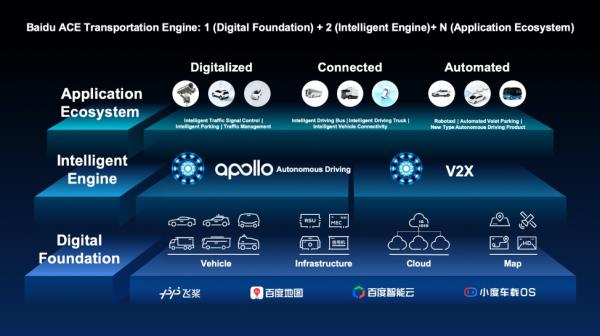 Baidu ACE Transportation Engine: 1 (Digital Foundation) + 2 (Intelligent Engine)+ N (Application Ecosystem)
Digitalized
Connected
Automated
Application
Ecosystem
Intelligent Traffic Signal Control |
Intelligent Parking | Traffic Management
Intelligent Driving Bus | Intelligent Driving Truck |
Intelligent Vehicle Connectivity
Robotaxi | Automated Valet Parking |
New Type Autonomous Driving Product
Intelligent
Engine
apollo Autonomous Driving
V2X
Digital
Foundation
RSU
MEC
HD
Vehicle
Infrastructure
Cloud
Map
飞桨
百度地图
百度智能云
小度车载OS